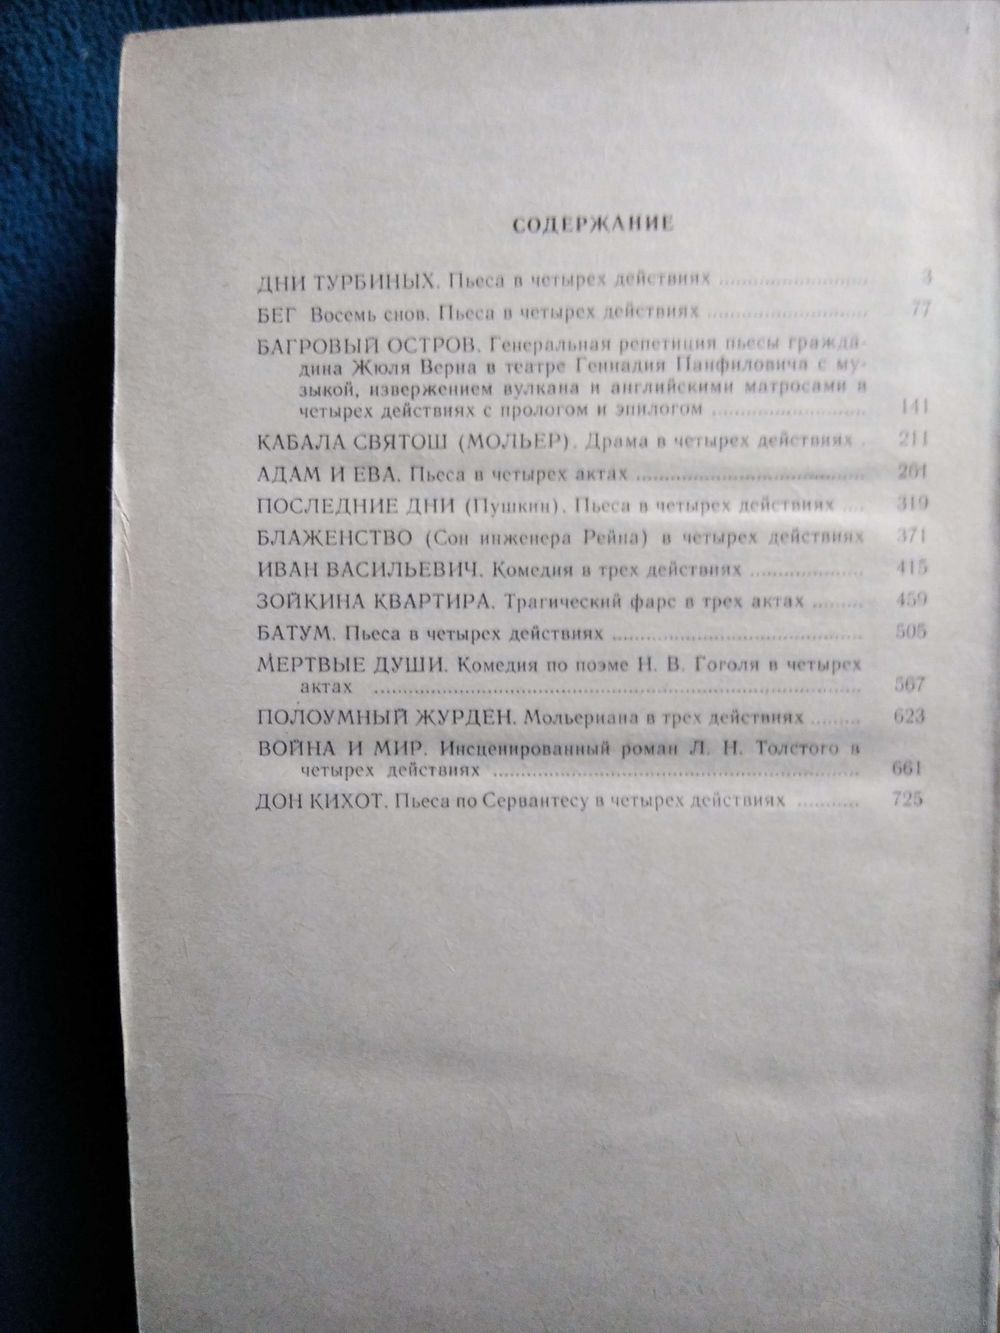 СОДЕРЖАНИЕ
ДНИ ТУРБИНЫХ. Пьеса в четырех действиях ........................ 3
БЕГ Восемь снов. Пьеса в четырех действиях .......................... 77
БАГРОВЫЙ ОСТРОВ. Генеральная репетиция пьесы граж-
дина Жюля Верна в театре Геннадия Панфиловича с му-
зыкой, извержением вулкана и английскими матросами в
четырех действиях с прологом и эпилогом ......................... 141
КАБАЛА СВЯТОШ (МОЛЬЕР). Драма в четырех действиях . 211
АДАМ И ЕВА. Пьеса в четырех актах ...................................... 261
ПОСЛЕДНИЕ ДНИ (Пушкин). Пьеса в четырех действиях .... 319
БЛАЖЕНСТВО (Сон инженера Рейна) в четырех действиях 371
ИВАН ВАСИЛЬЕВИЧ. Комедия в трех действиях ................... 415
ЗОЙКИНА КВАРТИРА. Трагический фарс в трех актах ......... 459
БАТУМ. Пьеса в четырех действиях .......................................... 505
МЕРТВЫЕ ДУШИ. Комедия по поэме Н. В. Гоголя в четырех
актах ................................................................................ 567
ПОЛОУМНЫЙ ЖУРДЕН. Мольериана в трех действиях ........ 623
ВОЙНА И МИР. Инсценированный роман Л. Н. Толстого в
четырех действиях .............................................................. 661
ДОН КИХОТ. Пьеса по Сервантесу в четырех действиях ........... 725